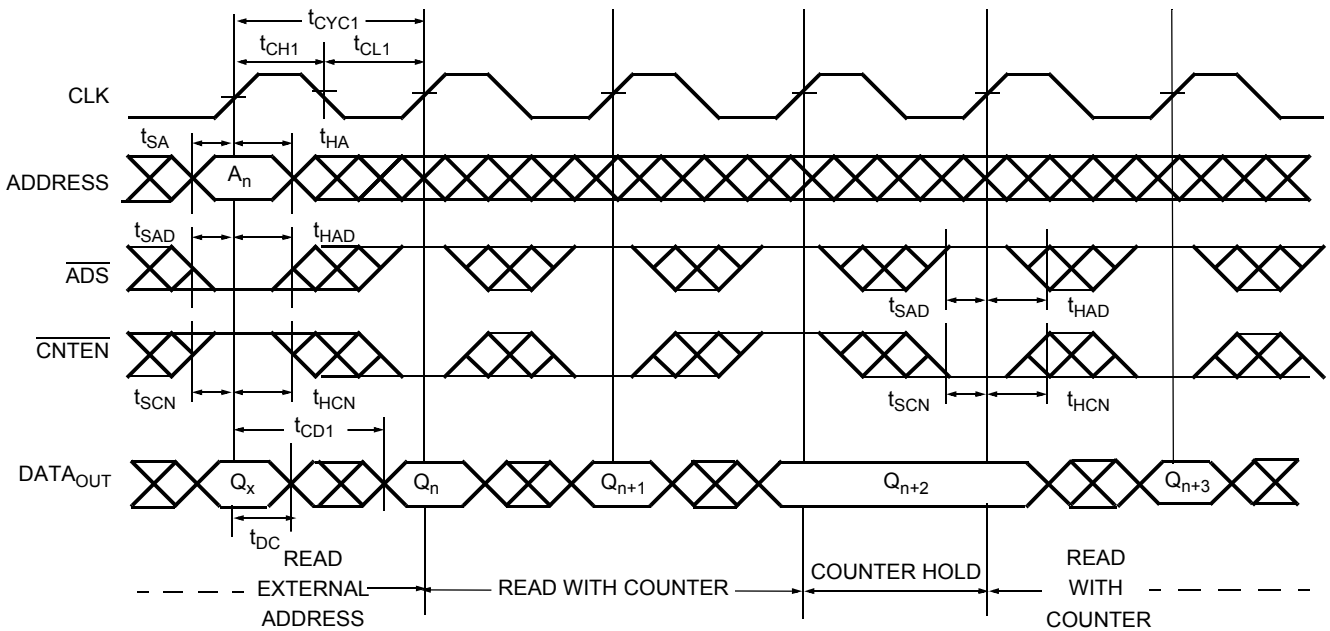 tCYC1
tCH1 tCL1
CLK
tSA tHA
ADDRESS An
tSAD tHAD
ADS
tSAD tHAD
CNTEN
tSCN tHCN tSCN tHCN
tCD1
DATAOUT Qx Qn Qn+1 Qn+2 Qn+3
tDC
READ EXTERNAL ADDRESS
READ WITH COUNTER
COUNTER HOLD
READ WITH COUNTER